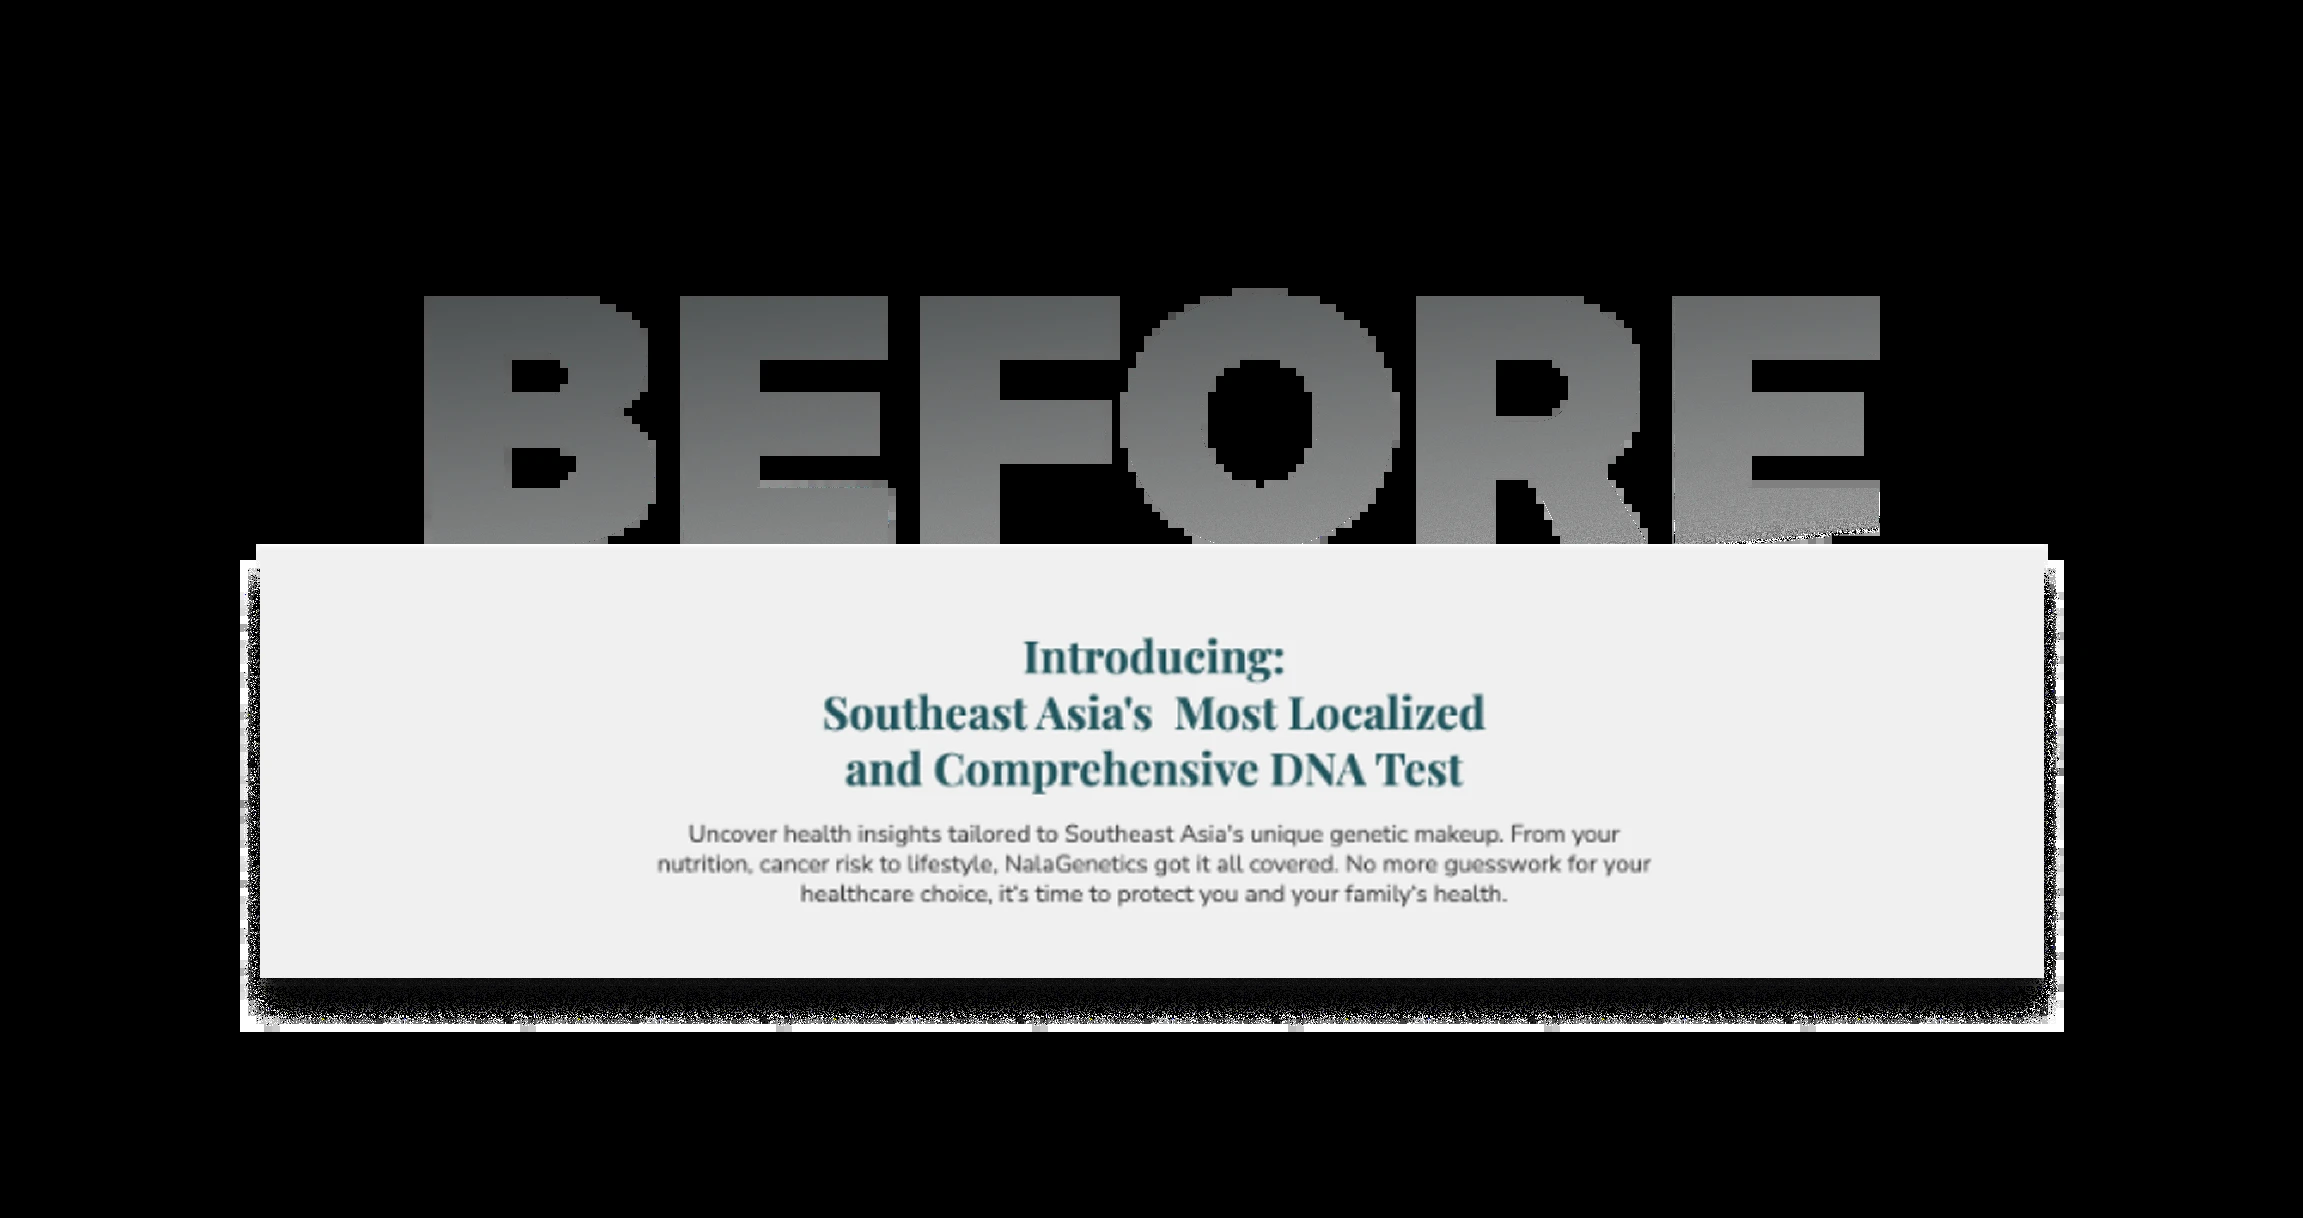 BEFORE
Introducing:
Southeast Asia's  Most Localized
and Comprehensive DNA Test
Uncover health insights tailored to Southeast Asia's unique genetic makeup. From your
nutrition, cancer risk to lifestyle, NalaGenetics got it all covered. No more guesswork for your
healthcare choice, it's time to protect you and your family's health.